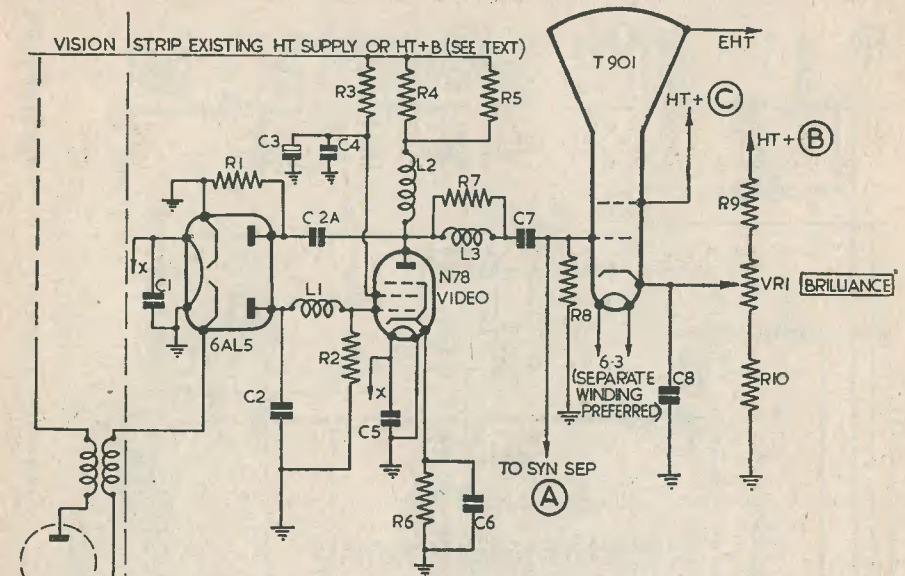 VISION STRIP EXISTING HT SUPPLY OR HT+B (SEE TEXT)
EHT
T901
R3
R4
R5
HT+ C
HT+ B
C3
C4
L2
R1
R7
R9
C 2A
C7
L3
X
N78
VIDEO
C1
L1
VR1 BRILLIANCE
R8
6AL5
R2
6·3
(SEPARATE
WINDING
PREFERRED)
C8
R10
X
C2
C5
TO SYN SEP
A
R6
C6